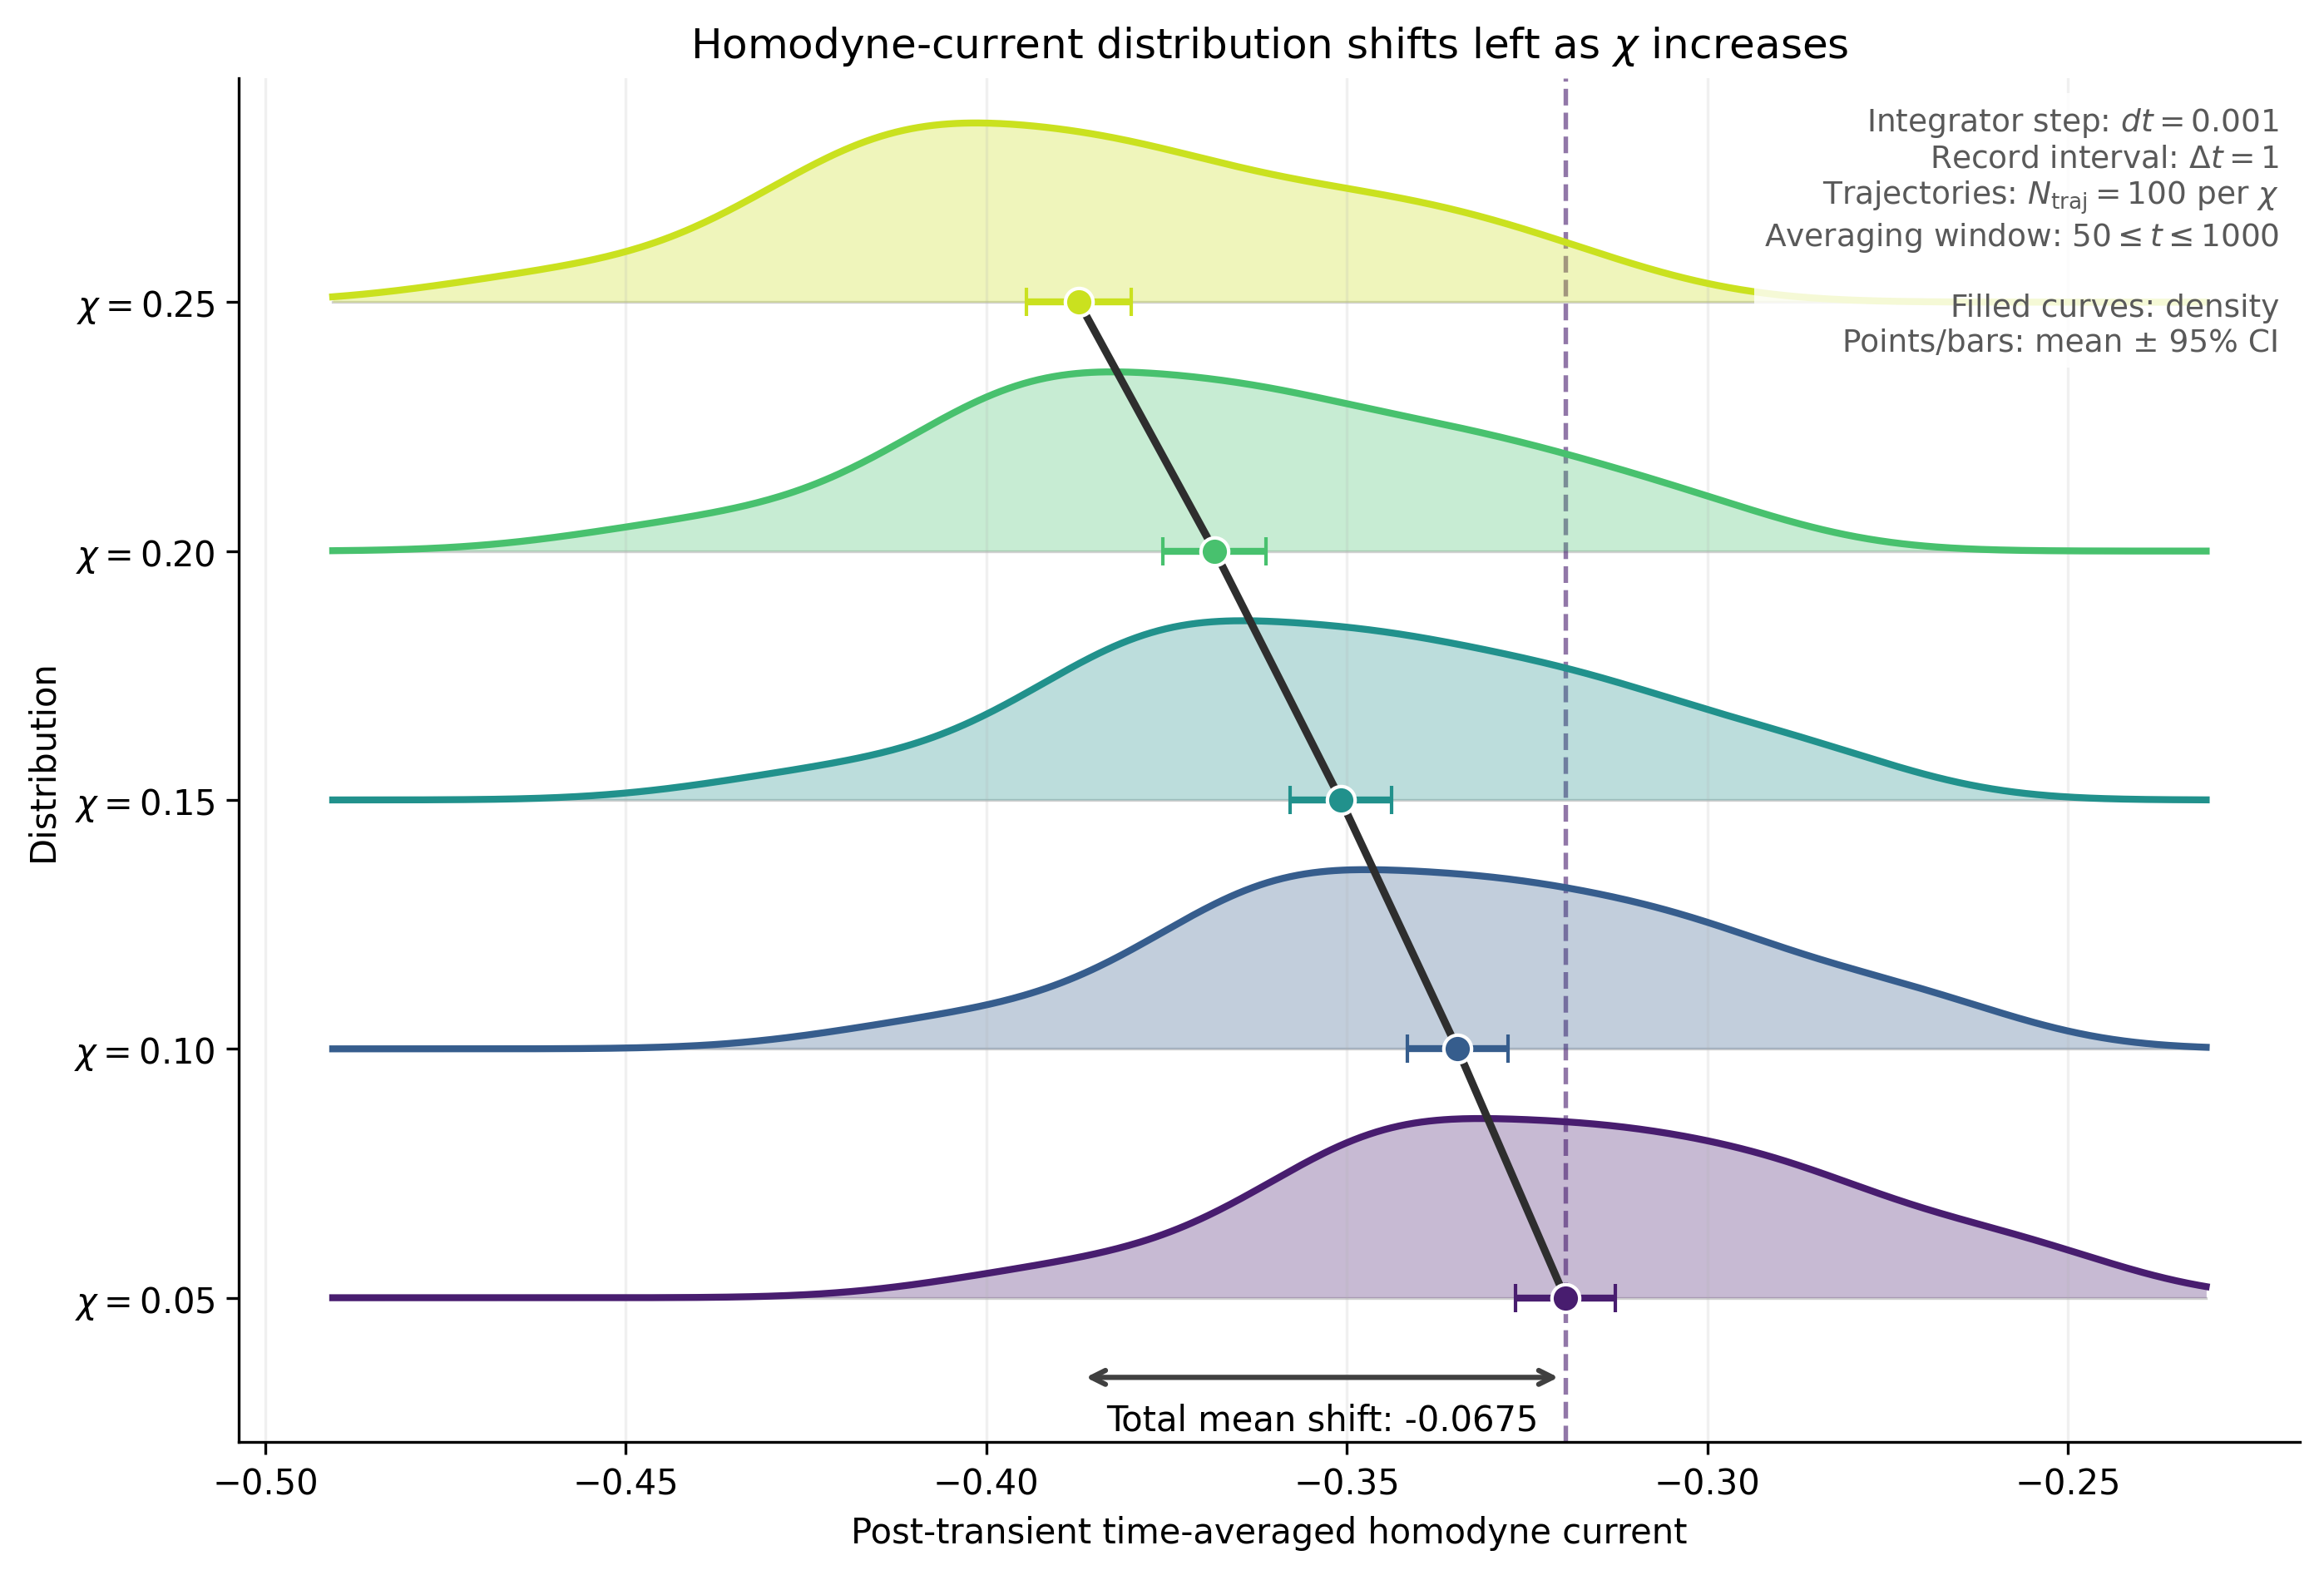 Homodyne-current distribution shifts left as χ increases
Integrator step: dt = 0.001
Record interval: Δt = 1
Trajectories: N_traj = 100 per χ
Averaging window: 50 ≤ t ≤ 1000
Filled curves: density
Points/bars: mean ± 95% CI
Distribution
χ = 0.25
χ = 0.20
χ = 0.15
χ = 0.10
χ = 0.05
Total mean shift: -0.0675
−0.50 −0.45 −0.40 −0.35 −0.30 −0.25
Post-transient time-averaged homodyne current